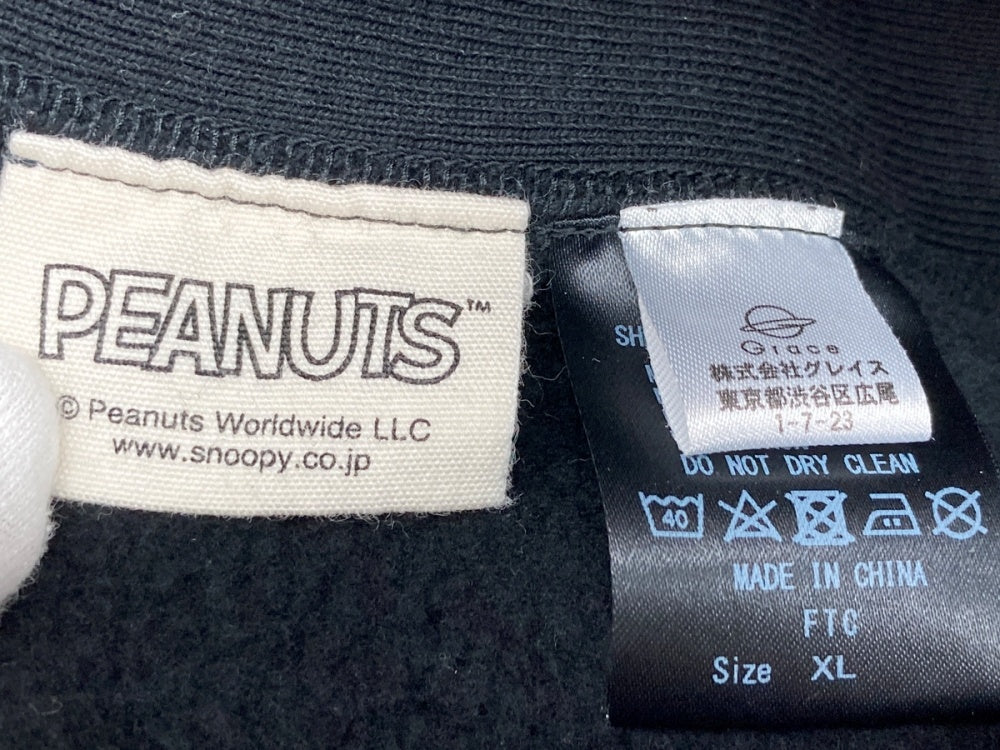 PEANUTS™
© Peanuts Worldwide LLC
www.snoopy.co.jp
Grace
株式会社グレイス
東京都渋谷区広尾
1-7-23
SH
DO NOT DRY CLEAN
40
MADE IN CHINA
FTC
Size XL